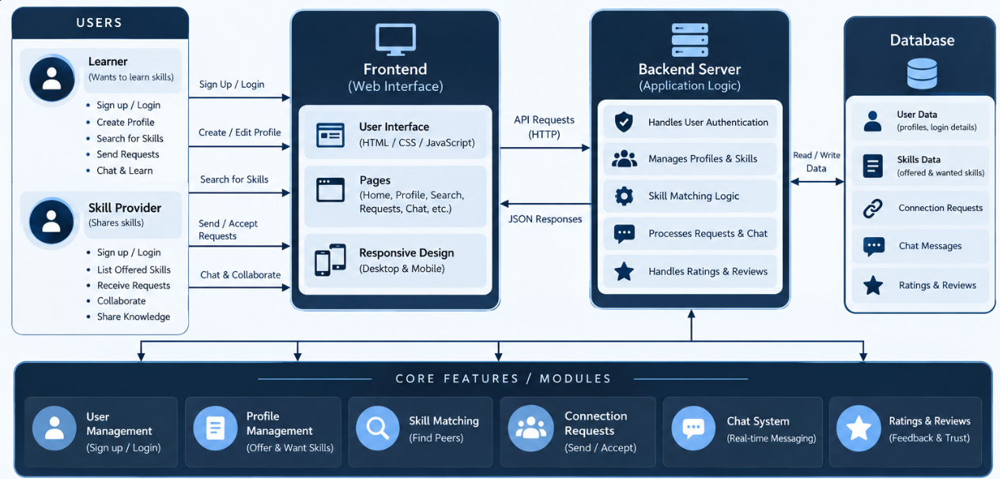 USERS
Learner
(Wants to learn skills)
• Sign up / Login
• Create Profile
• Search for Skills
• Send Requests
• Chat & Learn
Skill Provider
(Shares skills)
• Sign up / Login
• List Offered Skills
• Receive Requests
• Collaborate
• Share Knowledge
Sign Up / Login
Create / Edit Profile
Search for Skills
Send / Accept
Requests
Chat & Collaborate
Frontend
(Web Interface)
User Interface
(HTML / CSS / JavaScript)
Pages
(Home, Profile, Search,
Requests, Chat, etc.)
Responsive Design
(Desktop & Mobile)
API Requests
(HTTP)
JSON Responses
Backend Server
(Application Logic)
Handles User Authentication
Manages Profiles & Skills
Skill Matching Logic
Processes Requests & Chat
Handles Ratings & Reviews
Read / Write
Data
Database
User Data
(profiles, login details)
Skills Data
(offered & wanted skills)
Connection Requests
Chat Messages
Ratings & Reviews
CORE FEATURES / MODULES
User
Management
(Sign up / Login)
Profile
Management
(Offer & Want Skills)
Skill Matching
(Find Peers)
Connection
Requests
(Send / Accept)
Chat System
(Real-time Messaging)
Ratings & Reviews
(Feedback & Trust)